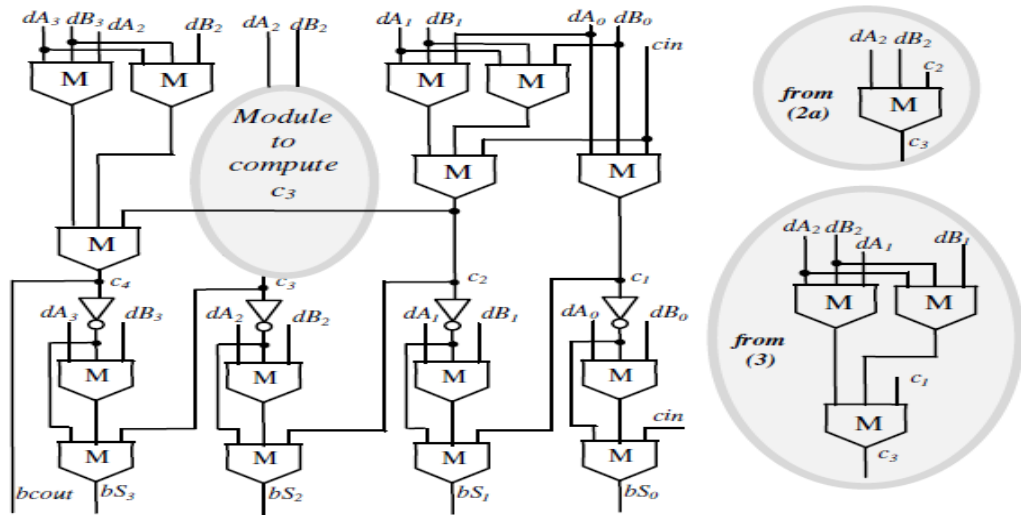 dA₃ dB₃ dA₂ dB₂ dA₂ dB₂ dA₁ dB₁ dA₀ dB₀
cin
M M M M
Module
to
compute
c₃
M M
M
c₄ c₃ c₂ c₁
dA₃ dB₃ dA₂ dB₂ dA₁ dB₁ dA₀ dB₀
M M M M
cin
M M M M
bcout bS₃ bS₂ bS₁ bS₀
dA₂ dB₂
c₂
from
(2a)
M
c₃
dA₂ dB₂ dA₁ dB₁
M M
from
(3)
c₁
M
c₃